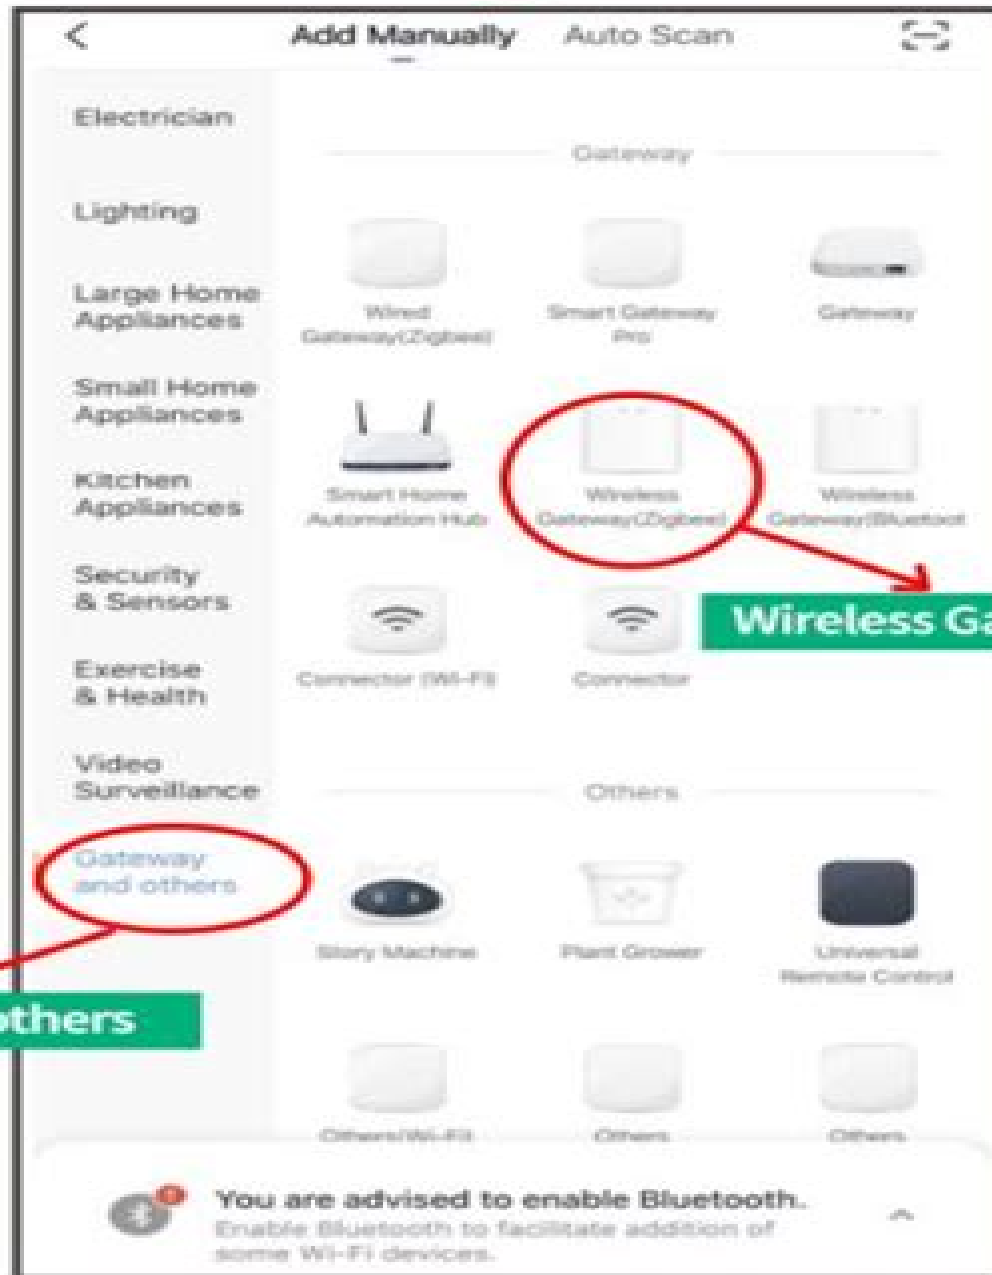 Add Manually Auto Scan
Electrician
Lighting
Large Home
Appliances
Small Home
Appliances
Kitchen
Appliances
Security
& Sensors
Exercise
& Health
Video
Surveillance
Gateway
and others
Gateway
Wired
Gateway(Zigbee)
Smart Gateway
Pro
Gateway
Smart Home
Automation Hub
Wireless
Gateway(Zigbee)
Wireless
Gateway(Bluetoot
Connector (Wi-Fi)
Connector
Wireless Ga
Others
Story Machine
Plant Grower
Universal
Remote Control
others
Others(Wi-Fi)
Others
Others
You are advised to enable Bluetooth.
Enable Bluetooth to facilitate addition of
some Wi-Fi devices.